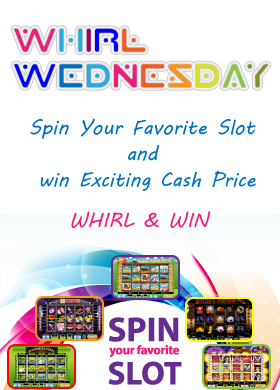 WHIRL
WEDNESDAY
Spin Your Favorite Slot
and
win Exciting Cash Price
WHIRL & WIN
SPIN
your favorite
SLOT